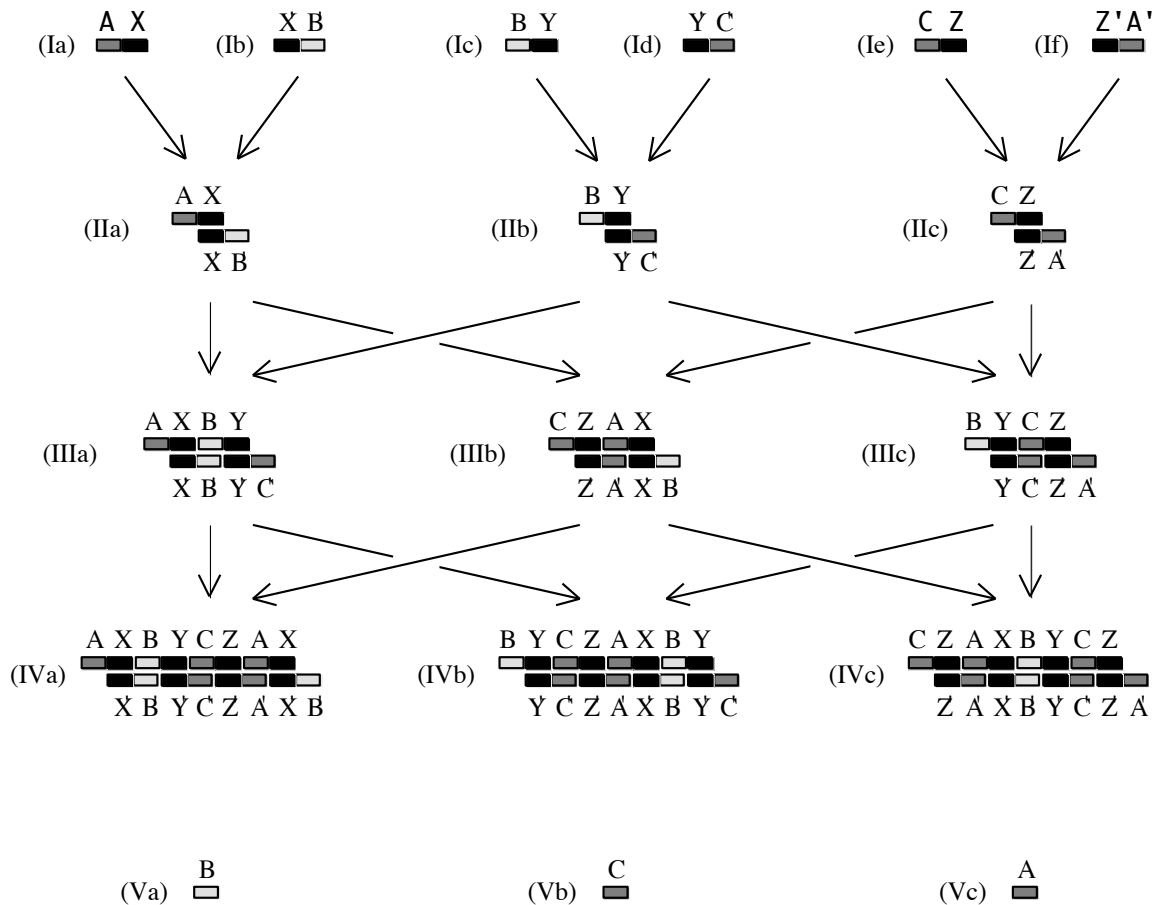 A X X' B' B Y Y' C' C Z Z'A'
(Ia) (Ib) (Ic) (Id) (Ie) (If)
A X B Y C Z
(IIa) (IIb) (IIc)
X' B' Y' C' Z' A'
A X B Y C Z A X B Y C Z
(IIIa) (IIIb) (IIIc)
X' B' Y' C' Z' A' X' B' Y' C' Z' A'
A X B Y C Z A X B Y C Z A X B Y C Z A X B Y C Z
(IVa) (IVb) (IVc)
X' B' Y' C' Z' A' X' B' Y' C' Z' A' X' B' Y' C' Z' A' X' B' Y' C' Z' A'
B C A
(Va) (Vb) (Vc)